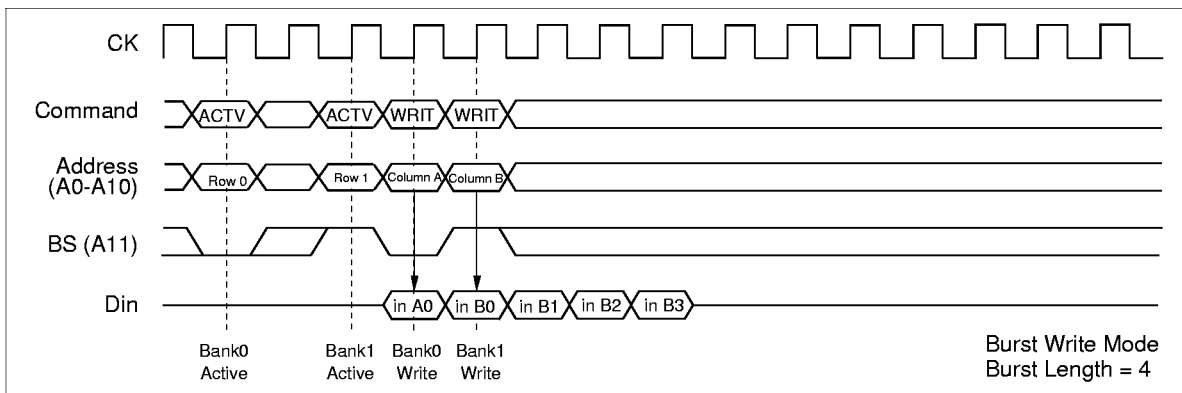 CK
Command
ACTV
ACTV
WRIT
WRIT
Address
(A0-A10)
Row 0
Row 1
Column A
Column B
BS (A11)
Din
in A0
in B0
in B1
in B2
in B3
Bank0
Active
Bank1
Active
Bank0
Write
Bank1
Write
Burst Write Mode
Burst Length = 4